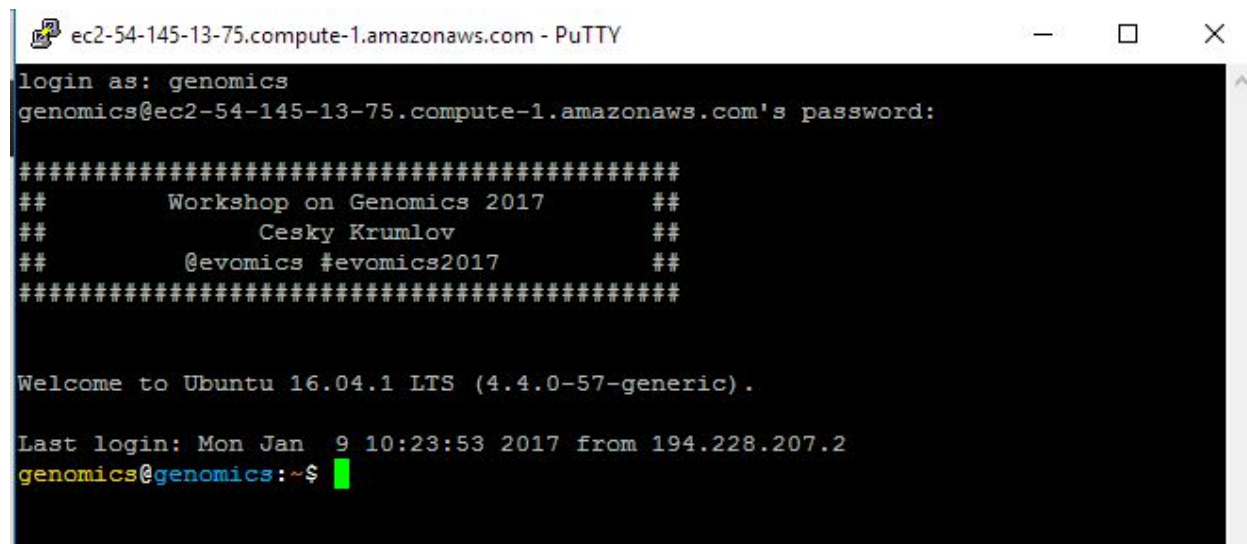 ec2-54-145-13-75.compute-1.amazonaws.com - PuTTY
login as: genomics
genomics@ec2-54-145-13-75.compute-1.amazonaws.com's password:
############################################
##        Workshop on Genomics 2017       ##
##              Cesky Krumlov             ##
##         @evomics #evomics2017          ##
############################################
Welcome to Ubuntu 16.04.1 LTS (4.4.0-57-generic).
Last login: Mon Jan  9 10:23:53 2017 from 194.228.207.2
genomics@genomics:~$